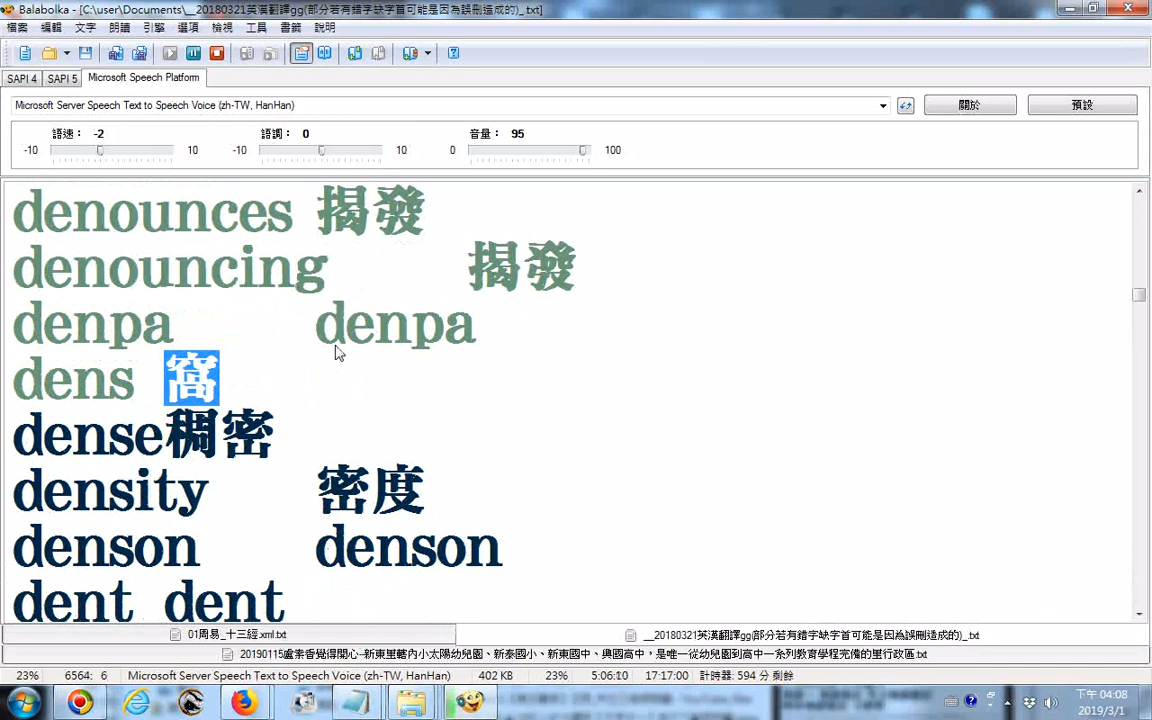 Balabolka - [C:\user\Documents\__20180321英漢翻譯gg(部分若有錯字缺字首可能是因為誤刪造成的)_.txt]
檔案 編輯 文字 朗讀 引擎 選項 檢視 工具 書籤 說明
SAPI 4 SAPI 5 Microsoft Speech Platform
Microsoft Server Speech Text to Speech Voice (zh-TW, HanHan) 關於 預設
語速： -2 語調： 0 音量： 95
-10 10 -10 10 0 100
denounces 揭發
denouncing 揭發
denpa denpa
dens 窩
dense稠密
density 密度
denson denson
dent dent
01周易_十三經.xml.txt __20180321英漢翻譯gg(部分若有錯字缺字首可能是因為誤刪造成的)_.txt
20190115盧素香覺得開心-新東里轄內小太陽幼兒園、新泰國小、新東國中、興國高中，是唯一從幼兒園到高中一系列教育學程完備的里行政區.txt
23% 6564: 6 Microsoft Server Speech Text to Speech Voice (zh-TW, HanHan) 402 KB 23% 5:06:10 17:17:00 計時器: 594 分 剩餘
下午 04:08
2019/3/1